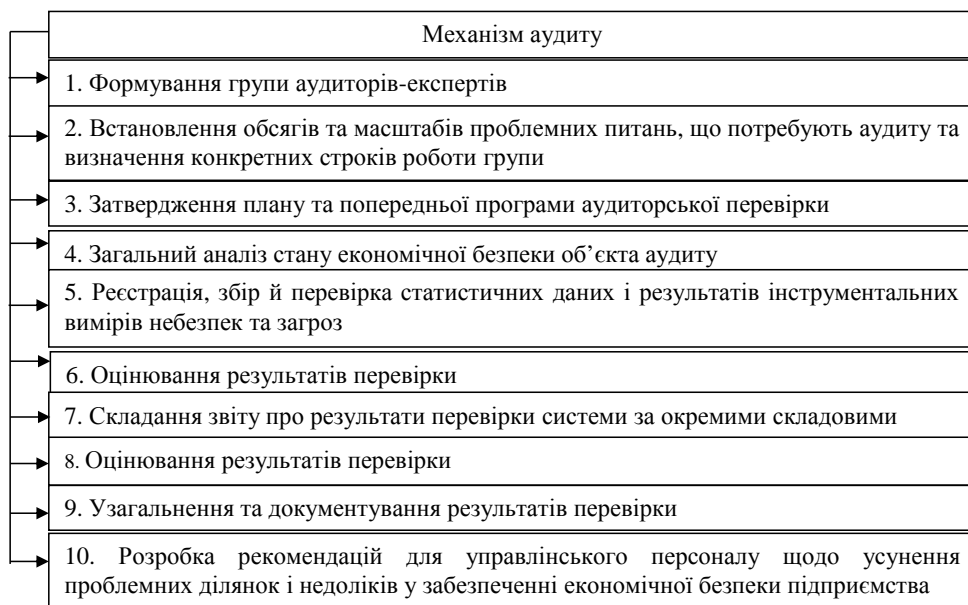 Механізм аудиту
1. Формування групи аудиторів-експертів
2. Встановлення обсягів та масштабів проблемних питань, що потребують аудиту та
визначення конкретних строків роботи групи
3. Затвердження плану та попередньої програми аудиторської перевірки
4. Загальний аналіз стану економічної безпеки об’єкта аудиту
5. Реєстрація, збір й перевірка статистичних даних і результатів інструментальних
вимірів небезпек та загроз
6. Оцінювання результатів перевірки
7. Складання звіту про результати перевірки системи за окремими складовими
8. Оцінювання результатів перевірки
9. Узагальнення та документування результатів перевірки
10. Розробка рекомендацій для управлінського персоналу щодо усунення
проблемних ділянок і недоліків у забезпеченні економічної безпеки підприємства